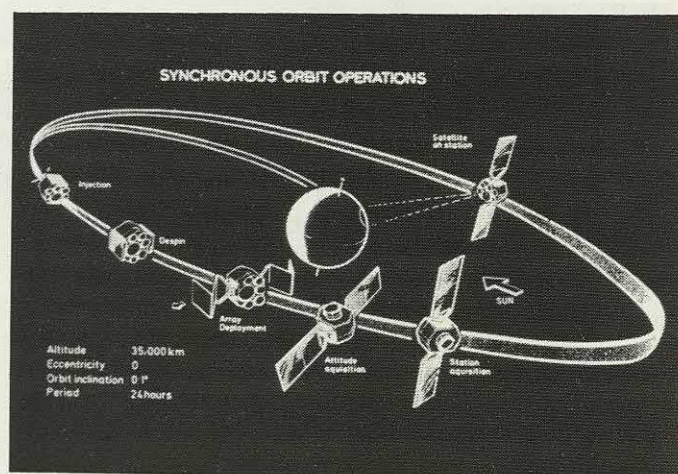 SYNCHRONOUS ORBIT OPERATIONS
Satellite
on station
Injection
Despin
Array
Deployment
SUN
Attitude
aquisition
Station
aqursition
Altitude 35.000 km
Eccentricity 0
Orbit inclination 0 1°
Period 24 hours